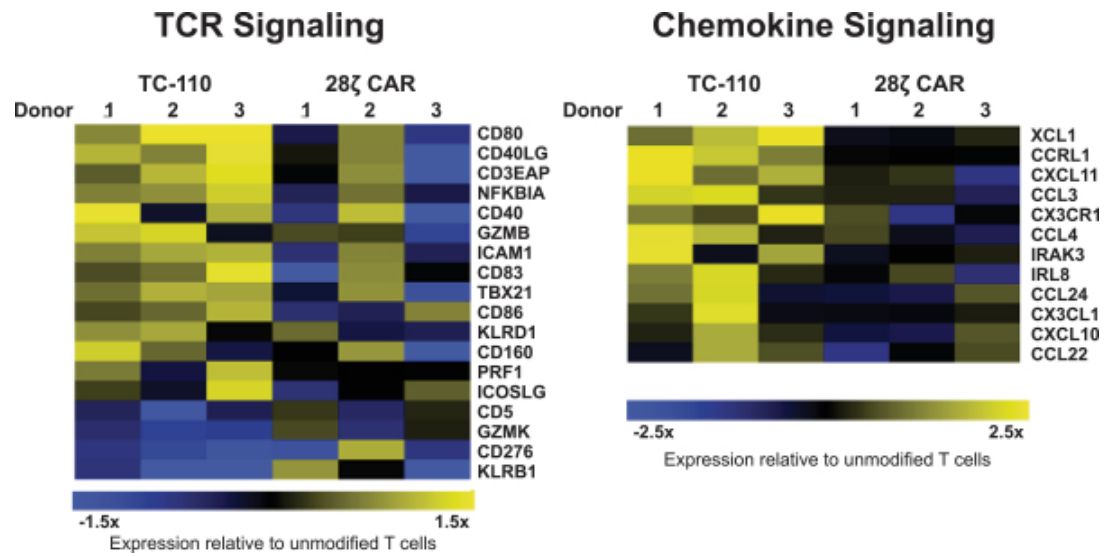 TCR Signaling
TC-110 28ζ CAR
Donor 1 2 3 1 2 3
CD80
CD40LG
CD3EAP
NFKBIA
CD40
GZMB
ICAM1
CD83
TBX21
CD86
KLRD1
CD160
PRF1
ICOSLG
CD5
GZMK
CD276
KLRB1
-1.5x 1.5x
Expression relative to unmodified T cells
Chemokine Signaling
TC-110 28ζ CAR
Donor 1 2 3 1 2 3
XCL1
CCRL1
CXCL11
CCL3
CX3CR1
CCL4
IRAK3
IRL8
CCL24
CX3CL1
CXCL10
CCL22
-2.5x 2.5x
Expression relative to unmodified T cells